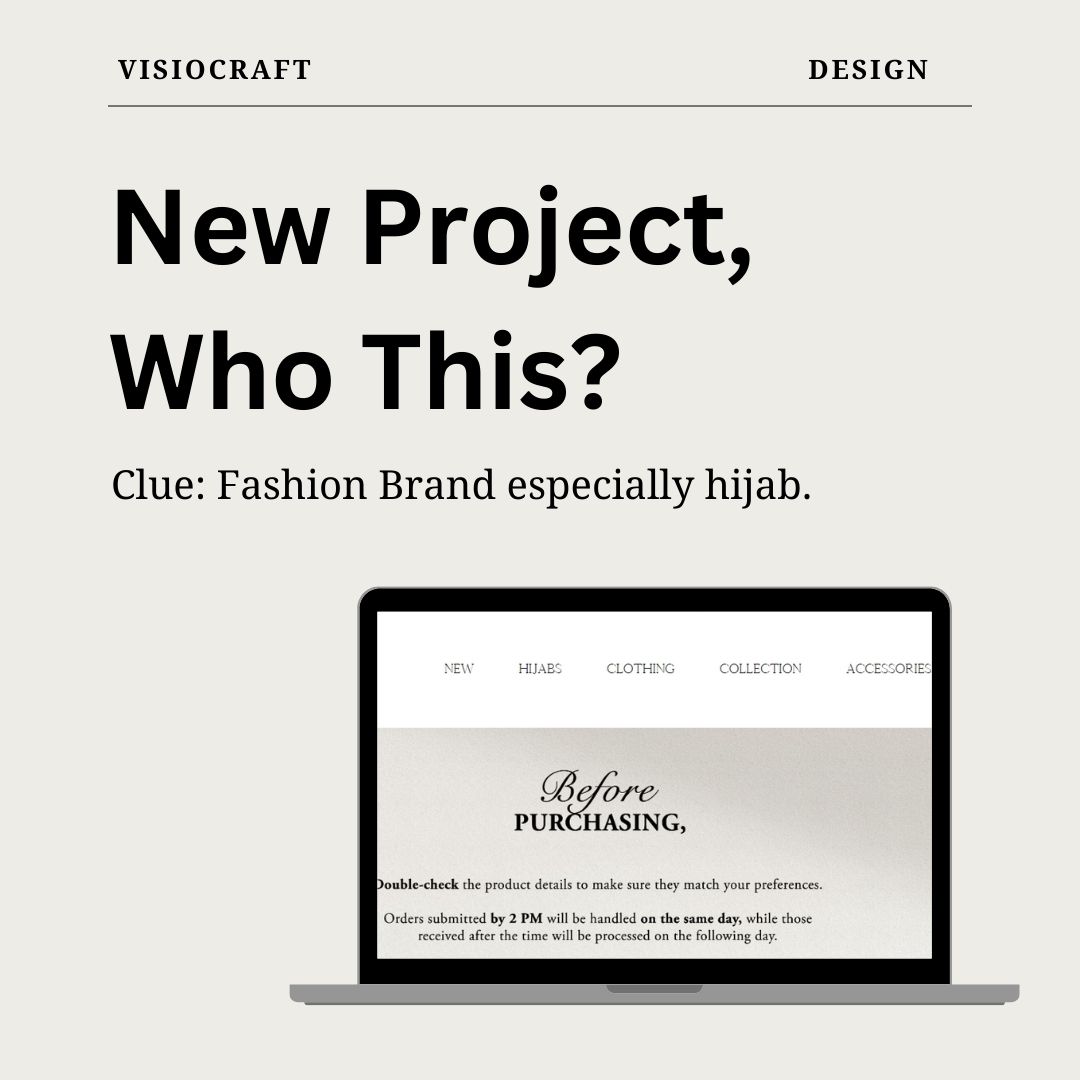 VISIOCRAFT DESIGN
New Project,
Who This?
Clue: Fashion Brand especially hijab.
NEW HIJABS CLOTHING COLLECTION ACCESSORIES
Before
PURCHASING,
Double-check the product details to make sure they match your preferences.
Orders submitted by 2 PM will be handled on the same day, while those
received after the time will be processed on the following day.